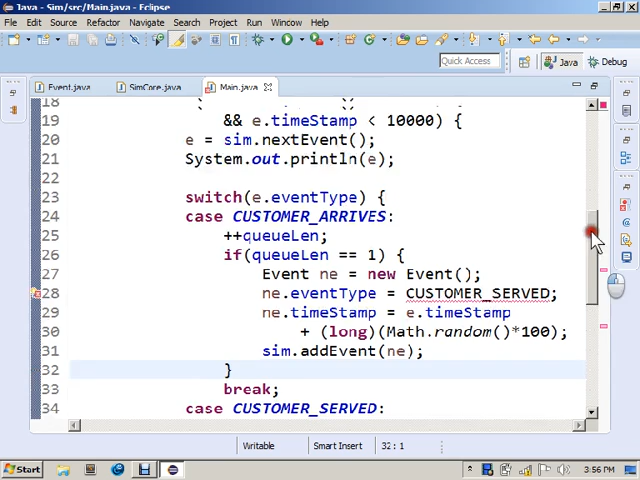 Java - Sim/src/Main.java - Eclipse
File Edit Source Refactor Navigate Search Project Run Window Help
Quick Access Java Debug
Event.java SimCore.java Main.java
18
19 && e.timeStamp < 10000) {
20 e = sim.nextEvent();
21 System.out.println(e);
22
23 switch(e.eventType) {
24 case CUSTOMER_ARRIVES:
25 ++queueLen;
26 if(queueLen == 1) {
27 Event ne = new Event();
28 ne.eventType = CUSTOMER_SERVED;
29 ne.timeStamp = e.timeStamp
30 + (long)(Math.random()*100);
31 sim.addEvent(ne);
32 }
33 break;
34 case CUSTOMER_SERVED:
Writable Smart Insert 32 : 1
Start 3:56 PM